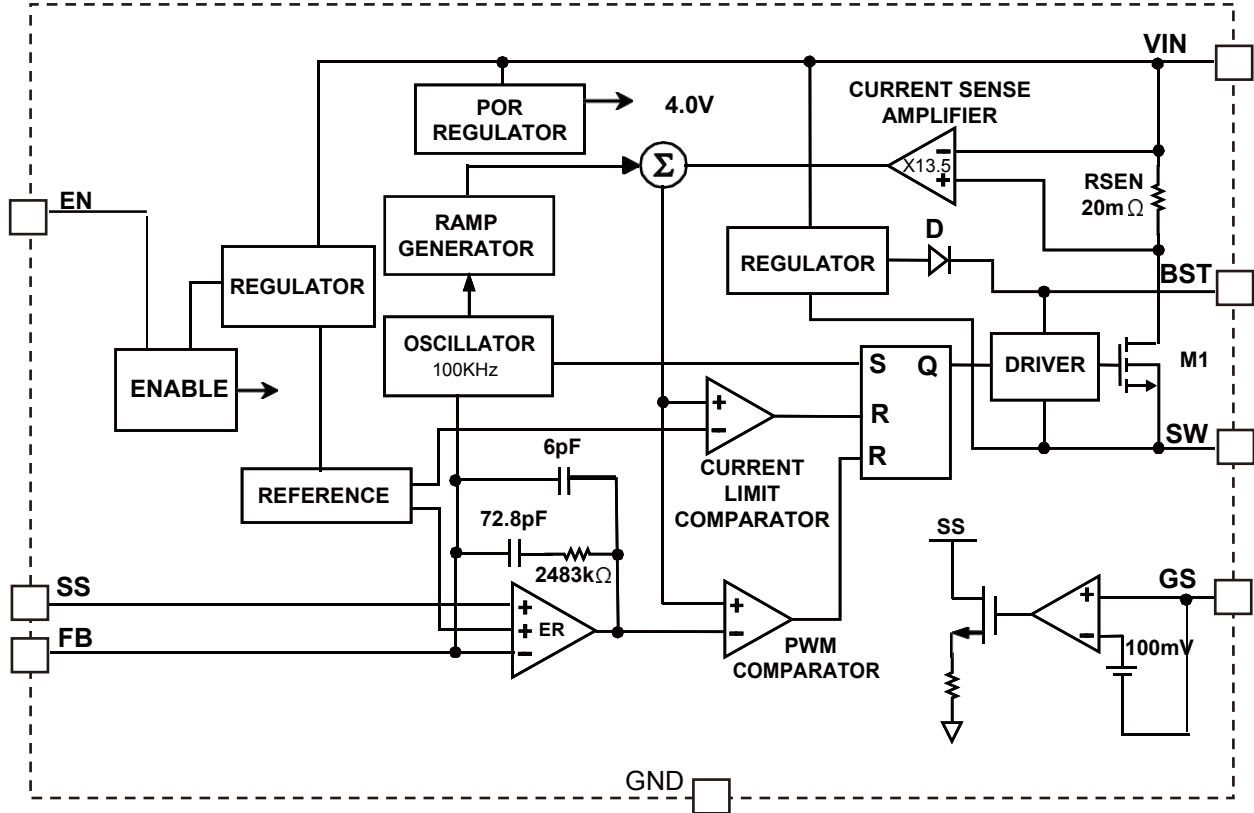 VIN
POR
REGULATOR
4.0V
CURRENT SENSE
AMPLIFIER
Σ
X13.5
-
+
RSEN
20mΩ
EN
RAMP
GENERATOR
REGULATOR
REGULATOR
D
BST
OSCILLATOR
100KHz
ENABLE
S
Q
R
R
DRIVER
M1
+
-
SW
6pF
CURRENT
LIMIT
COMPARATOR
REFERENCE
72.8pF
2483kΩ
SS
SS
FB
+
+
-
ER
+
-
PWM
COMPARATOR
GS
+
-
100mV
GND